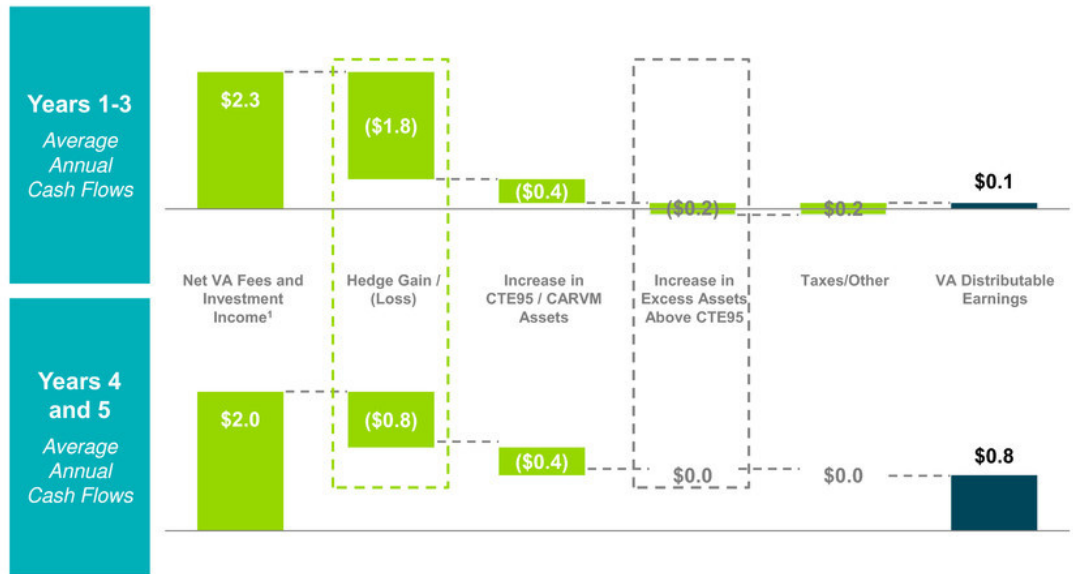 Years 1-3
Average
Annual
Cash Flows
$2.3
($1.8)
($0.4)
($0.2)
$0.2
$0.1
Net VA Fees and
Investment
Income¹
Hedge Gain /
(Loss)
Increase in
CTE95 / CARVM
Assets
Increase in
Excess Assets
Above CTE95
Taxes/Other
VA Distributable
Earnings
Years 4
and 5
Average
Annual
Cash Flows
$2.0
($0.8)
($0.4)
$0.0
$0.0
$0.8